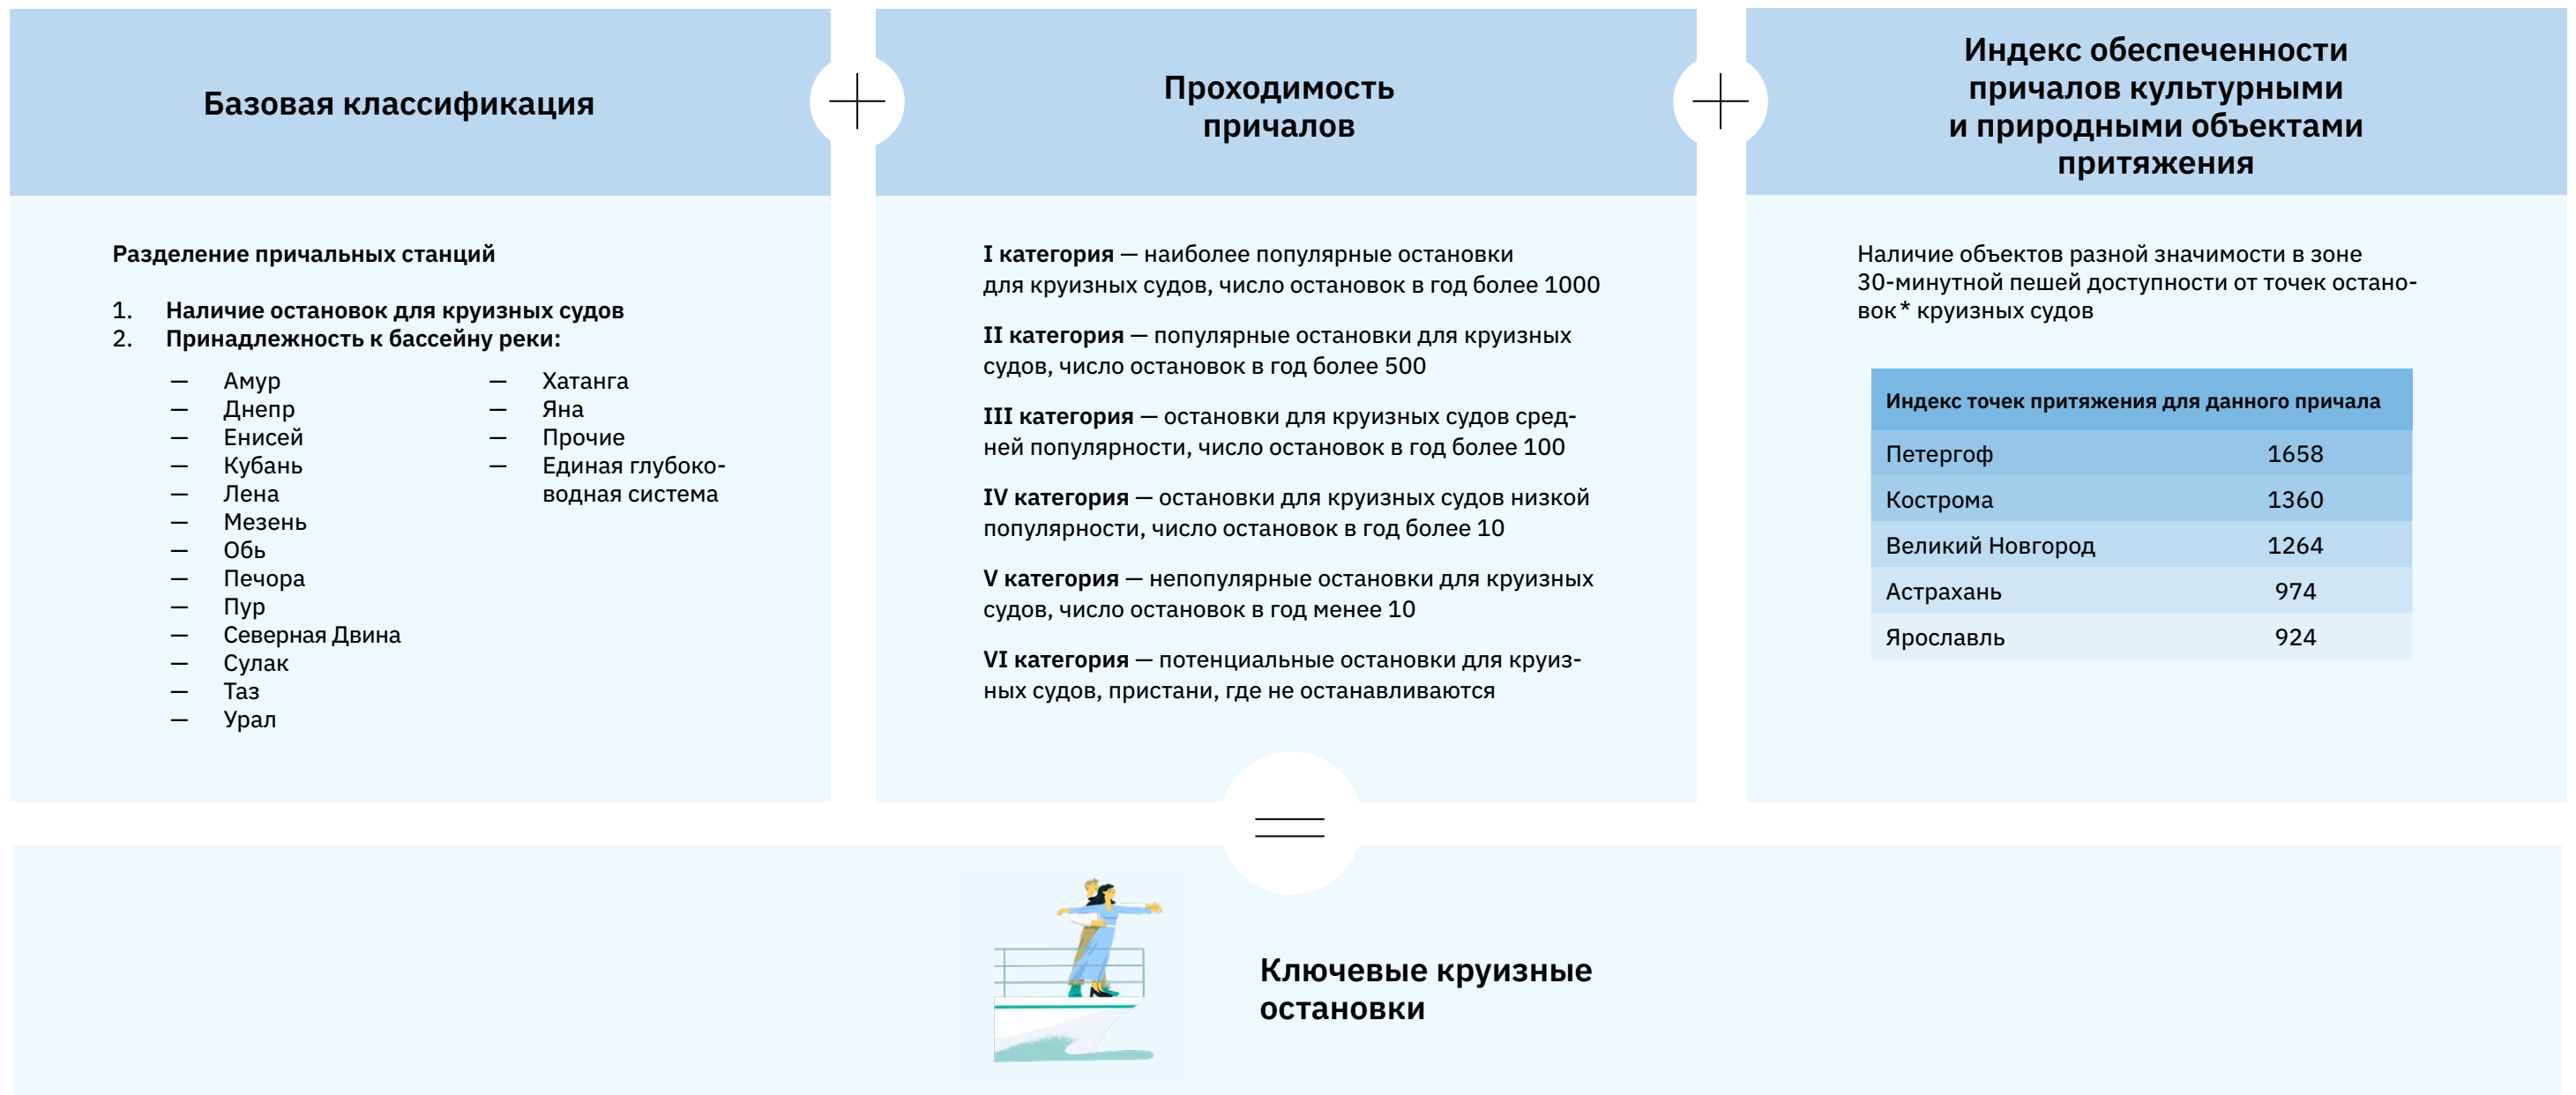 Базовая классификация
Разделение причальных станций
1. Наличие остановок для круизных судов
2. Принадлежность к бассейну реки:
— Амур
— Днепр
— Енисей
— Кубань
— Лена
— Мезень
— Обь
— Печора
— Пур
— Северная Двина
— Сулак
— Таз
— Урал
— Хатанга
— Яна
— Прочие
— Единая глубоко-
водная система
Проходимость
причалов
I категория — наиболее популярные остановки
для круизных судов, число остановок в год более 1000
II категория — популярные остановки для круизных
судов, число остановок в год более 500
III категория — остановки для круизных судов сред-
ней популярности, число остановок в год более 100
IV категория — остановки для круизных судов низкой
популярности, число остановок в год более 10
V категория — непопулярные остановки для круизных
судов, число остановок в год менее 10
VI категория — потенциальные остановки для круиз-
ных судов, пристани, где не останавливаются
Индекс обеспеченности
причалов культурными
и природными объектами
притяжения
Наличие объектов разной значимости в зоне
30-минутной пешей доступности от точек остано-
вок * круизных судов
Индекс точек притяжения для данного причала
Петергоф 1658
Кострома 1360
Великий Новгород 1264
Астрахань 974
Ярославль 924
Ключевые круизные
остановки